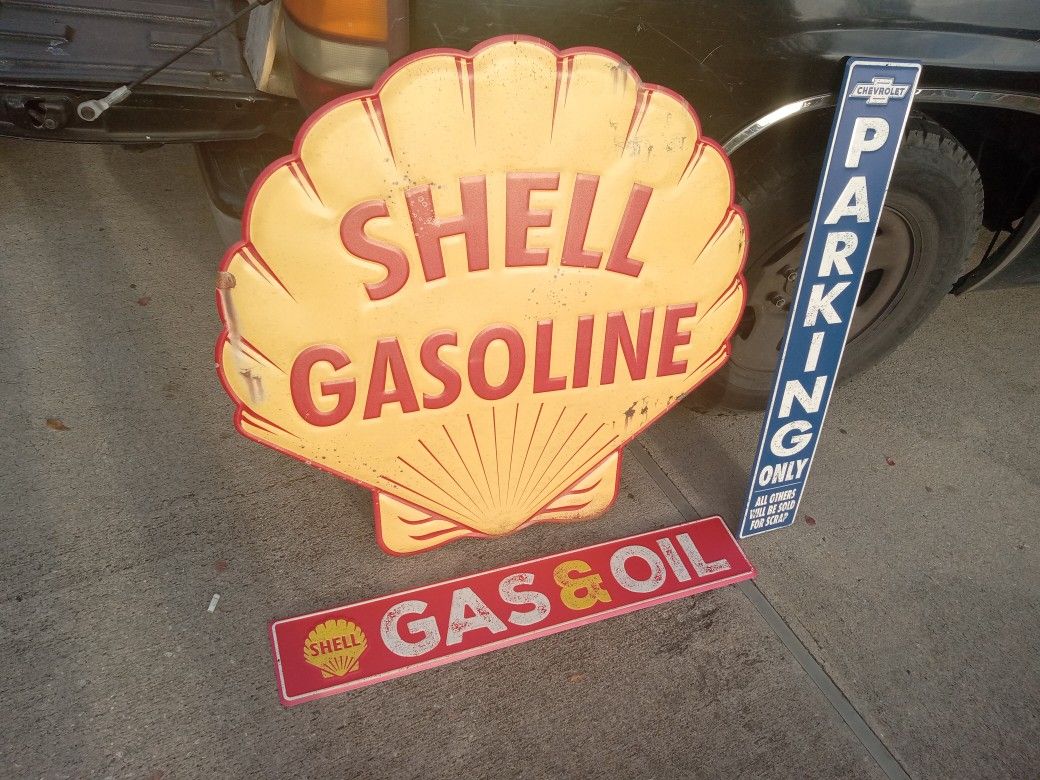 SHELL
GASOLINE
CHEVROLET
PARKING
ONLY
ALL OTHERS
WILL BE SOLD
FOR SCRAP
SHELL
GAS & OIL